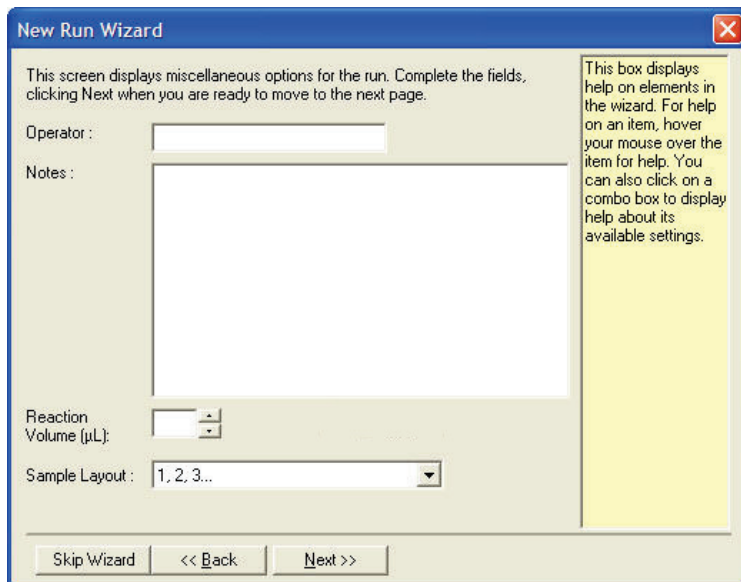 New Run Wizard
This screen displays miscellaneous options for the run. Complete the fields,
clicking Next when you are ready to move to the next page.
Operator :
Notes :
Reaction
Volume (µL):
Sample Layout :
1, 2, 3...
This box displays
help on elements in
the wizard. For help
on an item, hover
your mouse over the
item for help. You
can also click on a
combo box to display
help about its
available settings.
Skip Wizard
<< Back
Next >>